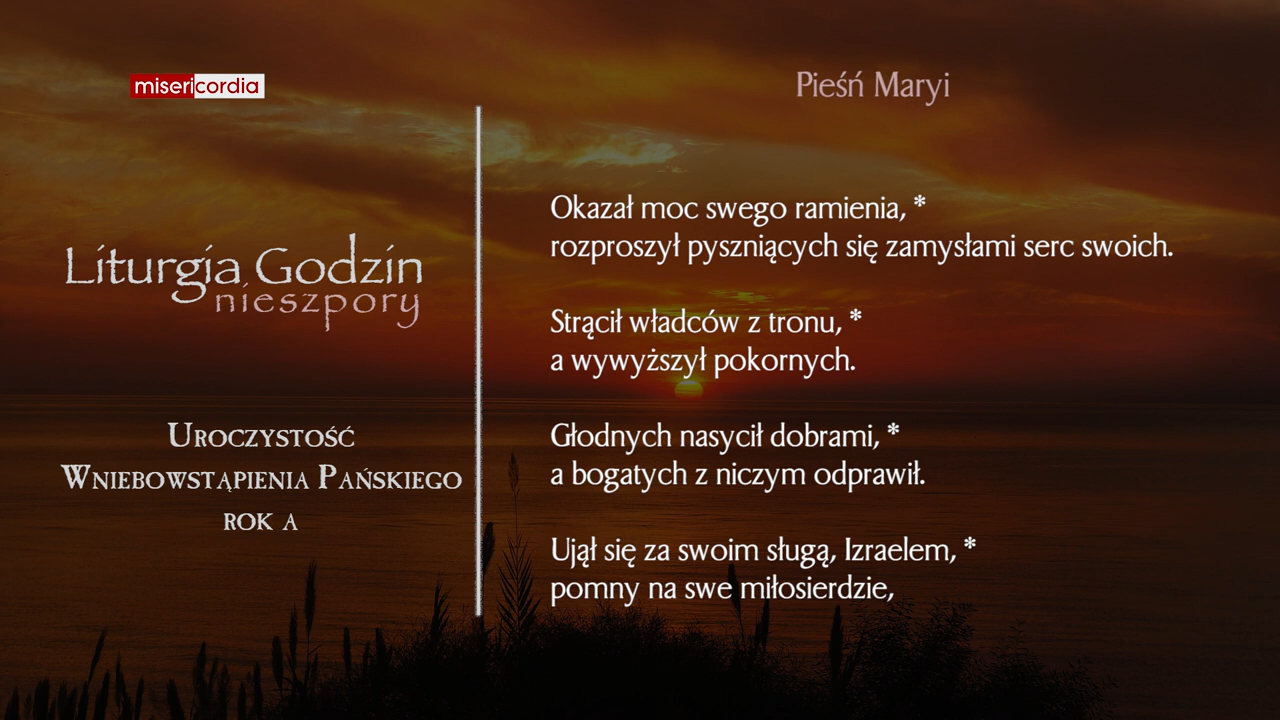 misericordia
Liturgia Godzin
nieszpory
Uroczystość
Wniebowstąpienia Pańskiego
rok a
Pieśń Maryi
Okazał moc swego ramienia, *
rozproszył pyszniących się zamysłami serc swoich.
Strącił władców z tronu, *
a wywyższył pokornych.
Głodnych nasycił dobrami, *
a bogatych z niczym odprawił.
Ujął się za swoim sługą, Izraelem, *
pomny na swe miłosierdzie,